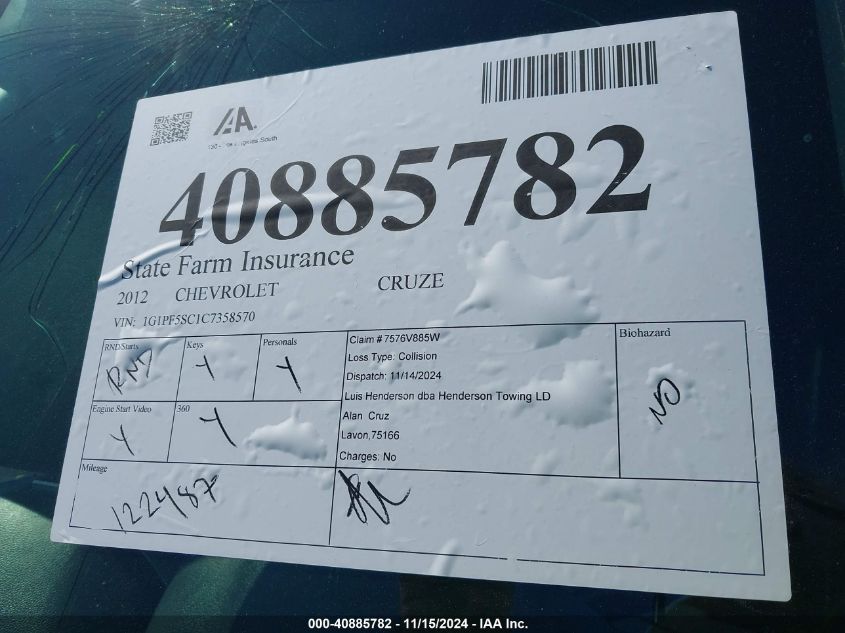 IAA.
40885782
State Farm Insurance
2012 CHEVROLET CRUZE
VIN: 1G1PF5SC1C7358570
RND/Starts RND
Keys Y
Personals Y
Engine Start Video Y
360 Y
Mileage
122487
Claim # 7576V885W
Loss Type: Collision
Dispatch: 11/14/2024
Luis Henderson dba Henderson Towing LD
Alan Cruz
Lavon,75166
Charges: No
Biohazard
NO
000-40885782 - 11/15/2024 - IAA Inc.